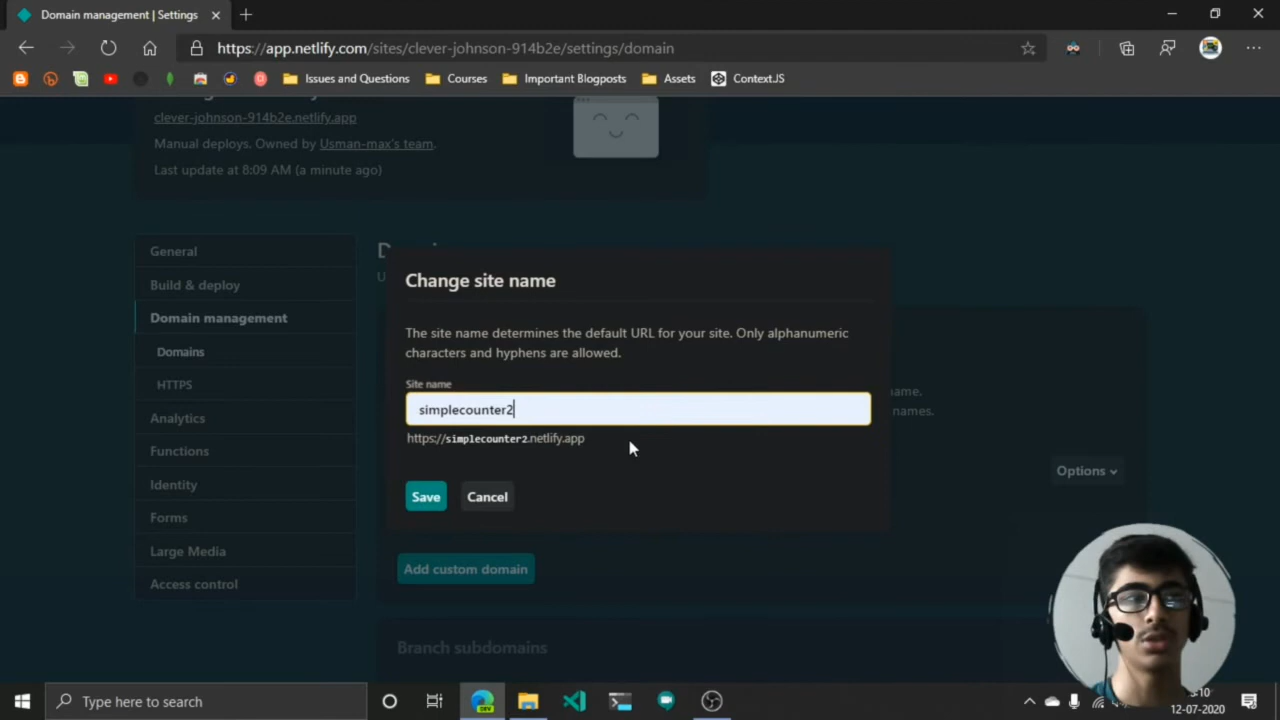 Domain management | Settings
https://app.netlify.com/sites/clever-johnson-914b2e/settings/domain
Issues and Questions
Courses
Important Blogposts
Assets
ContextJS
clever-johnson-914b2e.netlify.app
Manual deploys. Owned by Usman-max's team.
Last update at 8:09 AM (a minute ago)
General
Build & deploy
Domain management
Domains
HTTPS
Analytics
Functions
Identity
Forms
Large Media
Access control
Change site name
The site name determines the default URL for your site. Only alphanumeric
characters and hyphens are allowed.
Site name
simplecounter2
https://simplecounter2.netlify.app
Save Cancel
name.
names.
Options
Add custom domain
Branch subdomains
Type here to search
DEV
12-07-2020